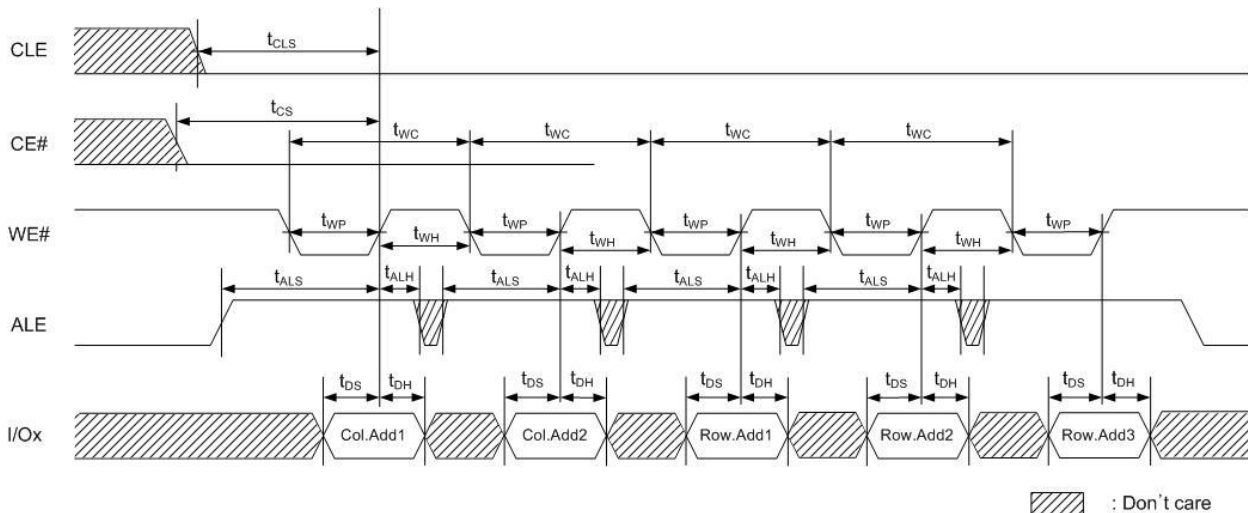 CLE
tCLS
CE#
tCS
tWC tWC tWC tWC
WE#
tWP tWP tWP tWP tWP
tWH tWH tWH tWH
ALE
tALS tALH tALS tALH tALS tALH tALS tALH
tDS tDH tDS tDH tDS tDH tDS tDH tDS tDH
I/Ox
Col.Add1 Col.Add2 Row.Add1 Row.Add2 Row.Add3
: Don't care